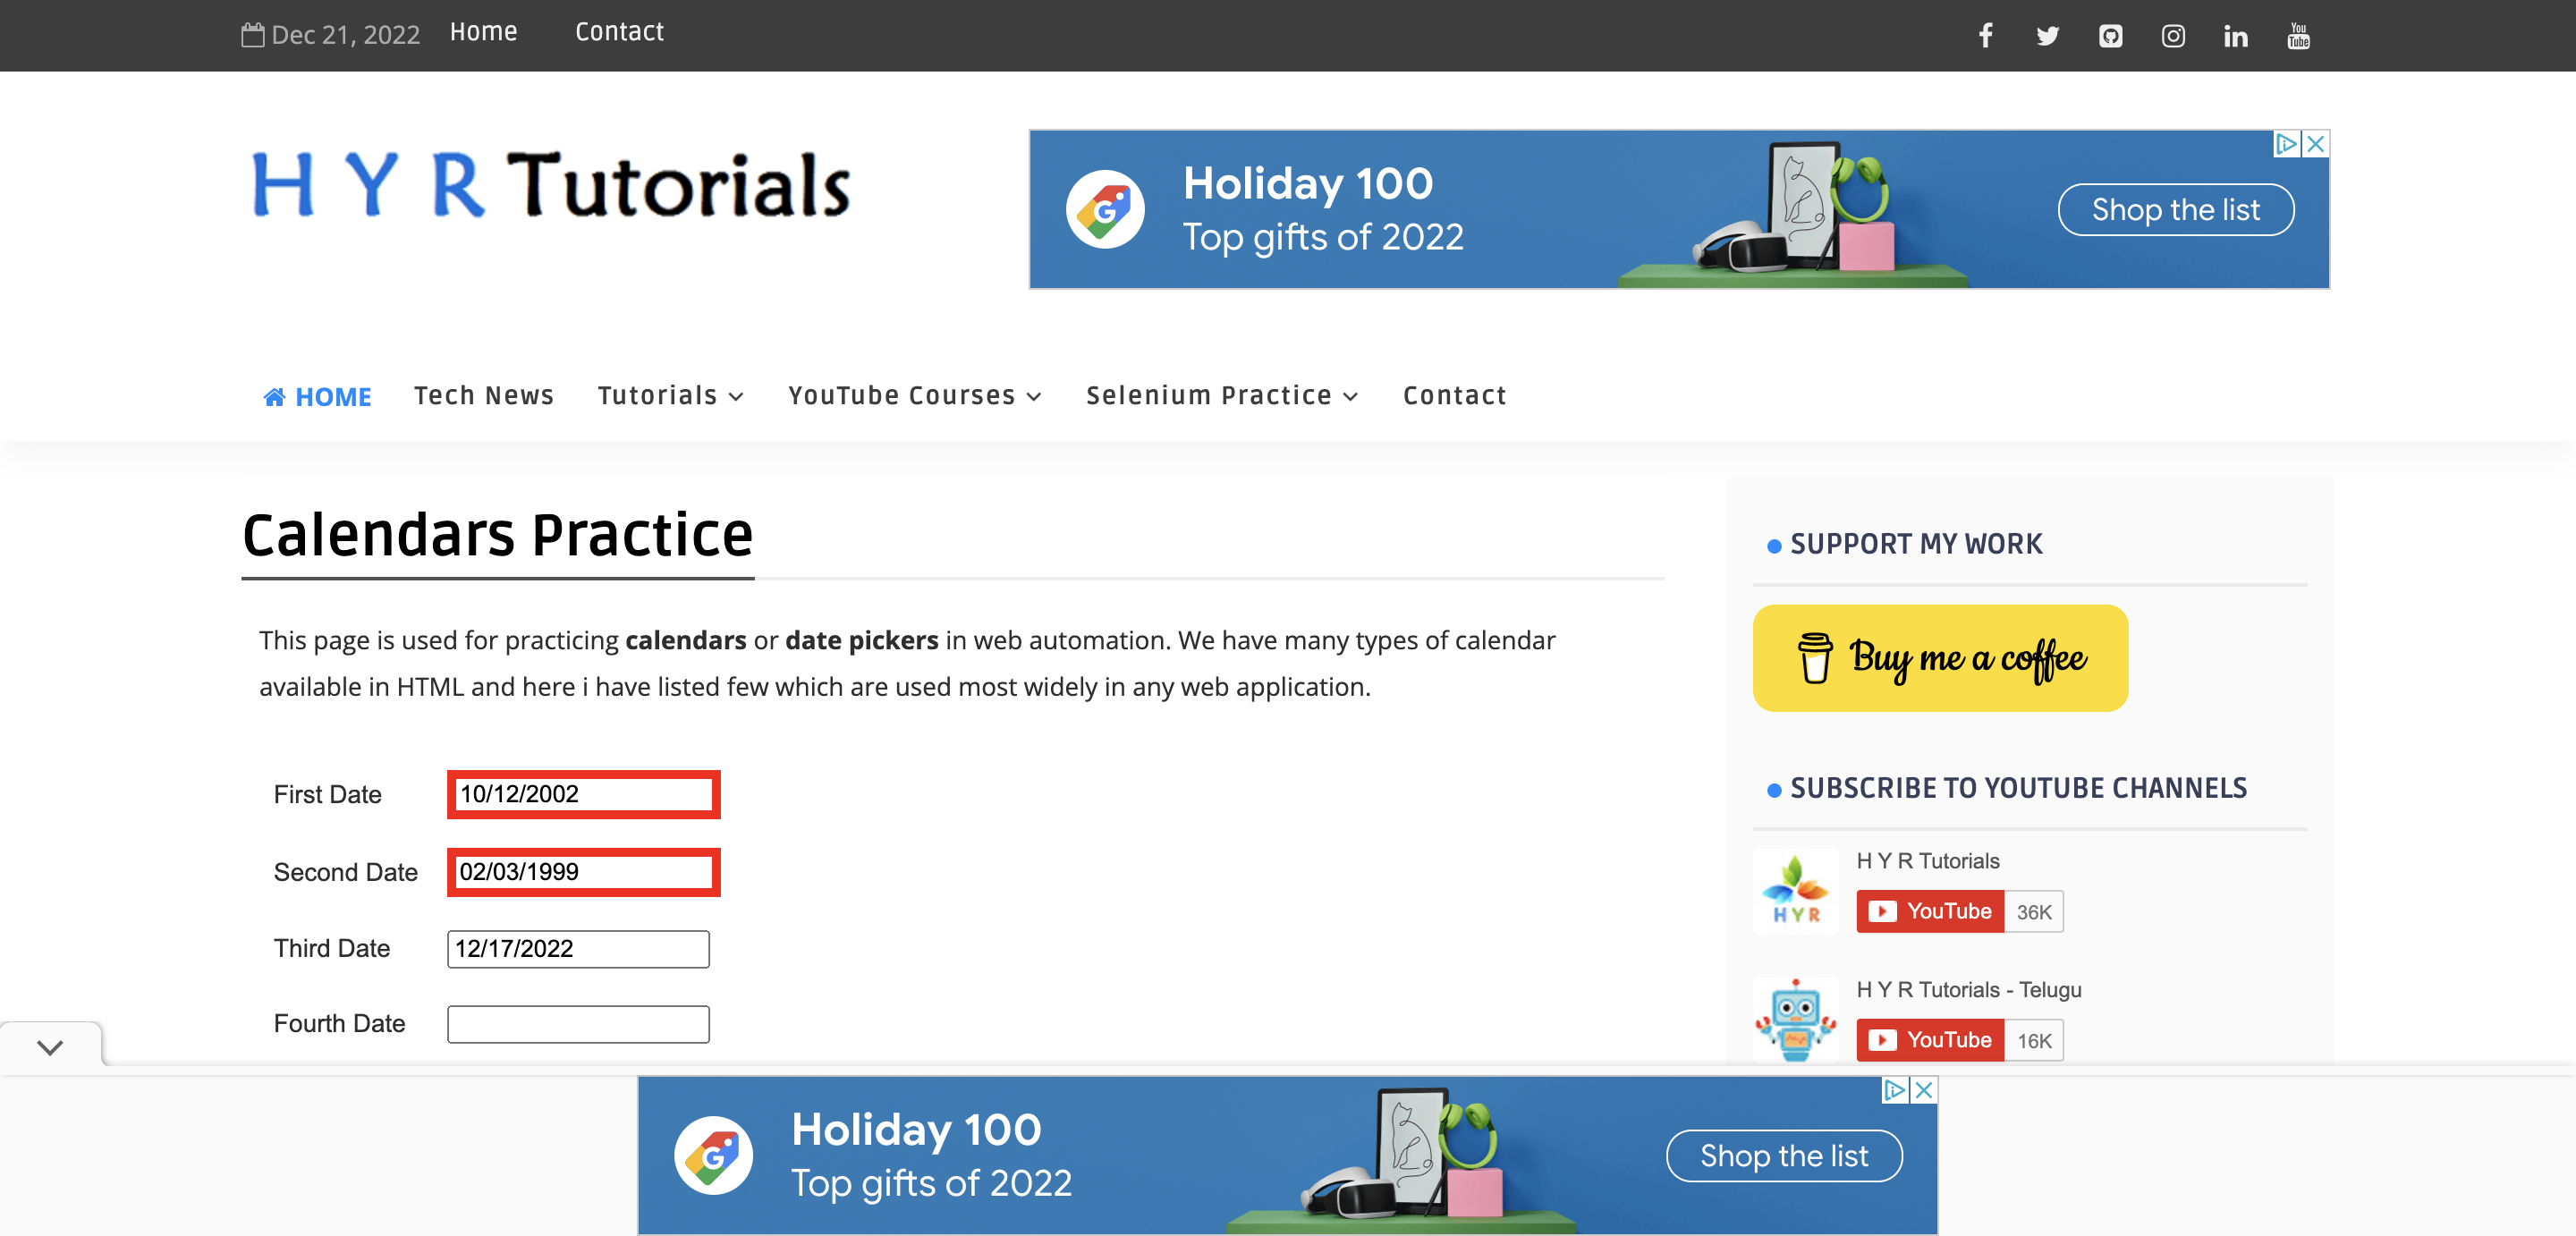 Dec 21, 2022 Home Contact
You
Tube
H Y R Tutorials
Holiday 100
Top gifts of 2022
Shop the list
HOME Tech News Tutorials YouTube Courses Selenium Practice Contact
Calendars Practice
This page is used for practicing calendars or date pickers in web automation. We have many types of calendar
available in HTML and here i have listed few which are used most widely in any web application.
First Date 10/12/2002
Second Date 02/03/1999
Third Date 12/17/2022
Fourth Date
SUPPORT MY WORK
Buy me a coffee
SUBSCRIBE TO YOUTUBE CHANNELS
H Y R Tutorials
HYR
YouTube 36K
H Y R Tutorials - Telugu
YouTube 16K
Holiday 100
Top gifts of 2022
Shop the list